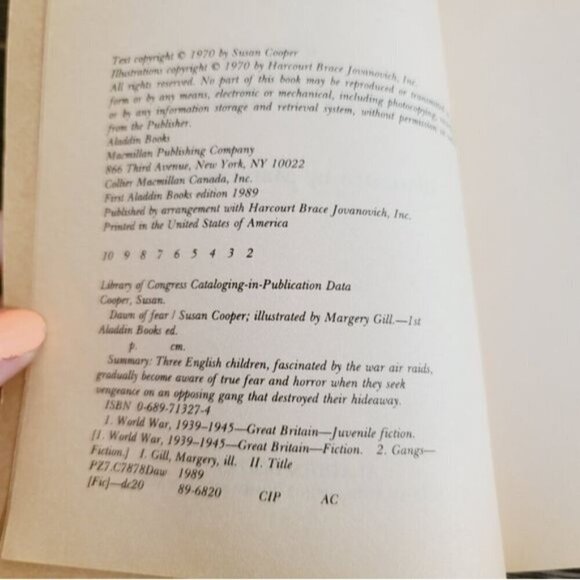 Text copyright © 1970 by Susan Cooper
Illustrations copyright © 1970 by Harcourt Brace Jovanovich, Inc.
All rights reserved. No part of this book may be reproduced or transmitted
form or by any means, electronic or mechanical, including photocopying,
or by any information storage and retrieval system, without permission in
from the Publisher.
Aladdin Books
Macmillan Publishing Company
866 Third Avenue, New York, NY 10022
Collier Macmillan Canada, Inc.
First Aladdin Books edition 1989
Published by arrangement with Harcourt Brace Jovanovich, Inc.
Printed in the United States of America
10 9 8 7 6 5 4 3 2
Library of Congress Cataloging-in-Publication Data
Cooper, Susan.
Dawn of fear / Susan Cooper; illustrated by Margery Gill.—1st
Aladdin Books ed.
p. cm.
Summary: Three English children, fascinated by the war air raids,
gradually become aware of true fear and horror when they seek
vengeance on an opposing gang that destroyed their hideaway.
ISBN 0-689-71327-4
1. World War, 1939-1945—Great Britain—Juvenile fiction.
[1. World War, 1939-1945—Great Britain—Fiction. 2. Gangs—
Fiction.] I. Gill, Margery, ill. II. Title
PZ7.C7878Daw 1989
[Fic]—dc20 89-6820 CIP AC